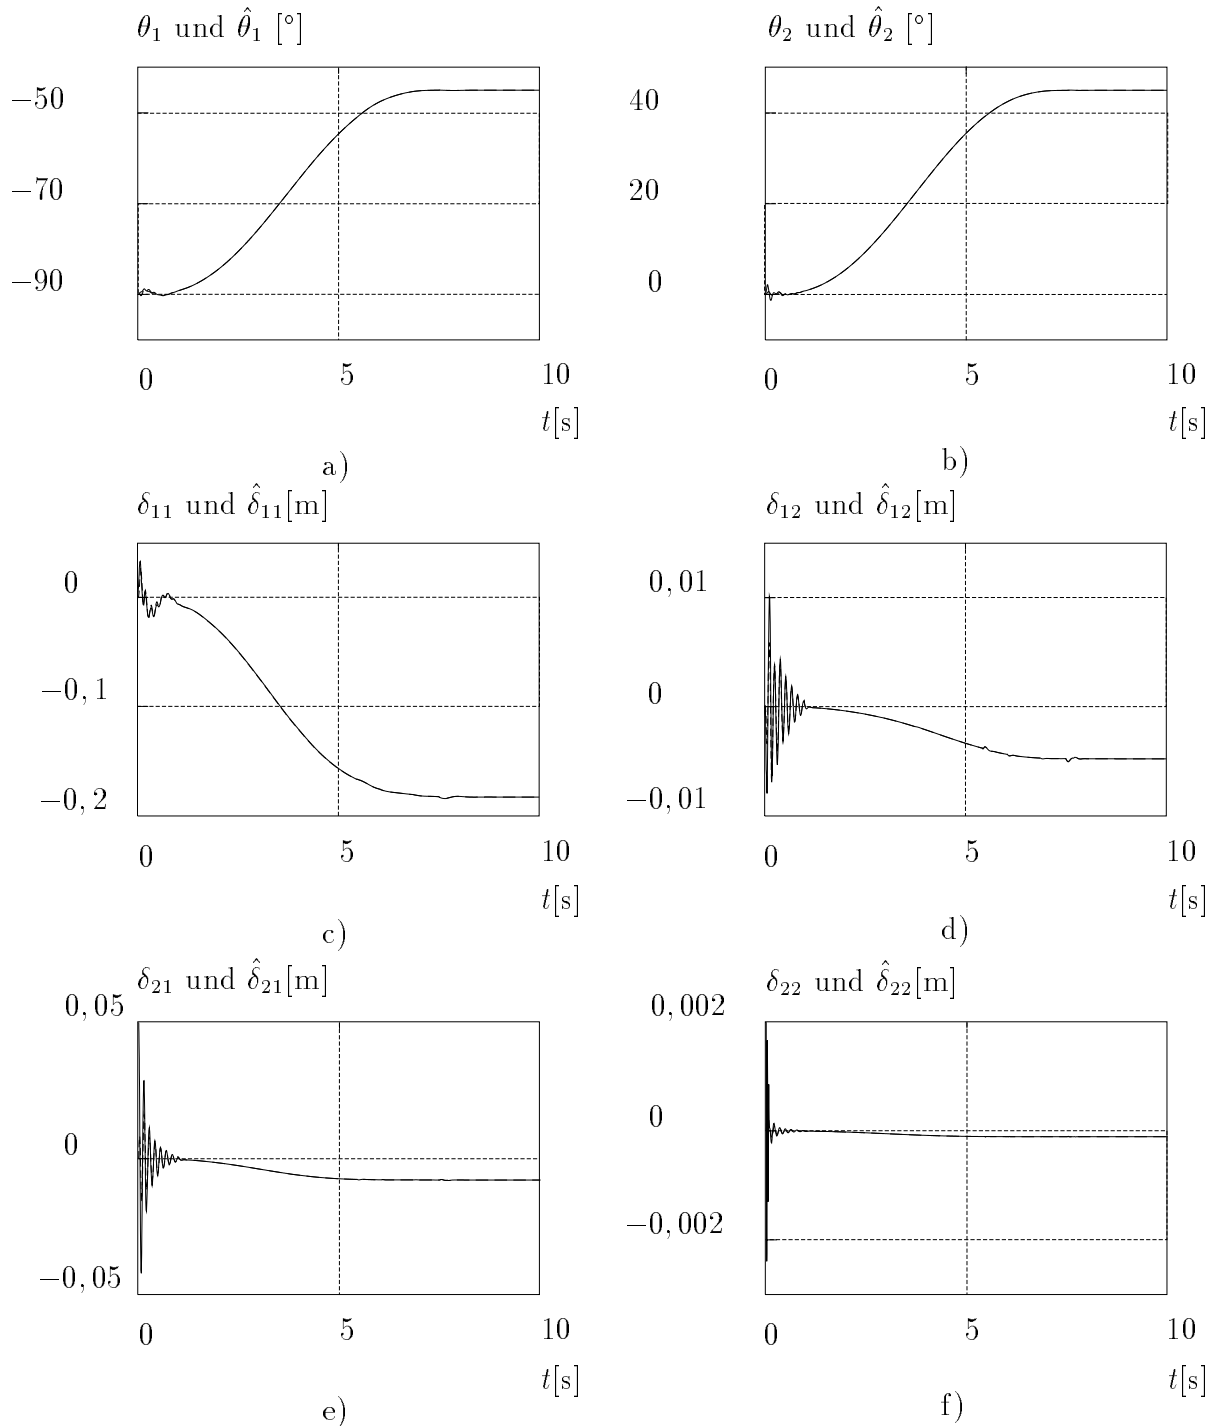 θ₁ und θ̂₁ [°]
−50
−70
−90
0 5 10
t[s]
a)
θ₂ und θ̂₂ [°]
40
20
0
0 5 10
t[s]
b)
δ₁₁ und δ̂₁₁[m]
0
−0, 1
−0, 2
0 5 10
t[s]
c)
δ₁₂ und δ̂₁₂[m]
0, 01
0
−0, 01
0 5 10
t[s]
d)
δ₂₁ und δ̂₂₁[m]
0, 05
0
−0, 05
0 5 10
t[s]
e)
δ₂₂ und δ̂₂₂[m]
0, 002
0
−0, 002
0 5 10
t[s]
f)